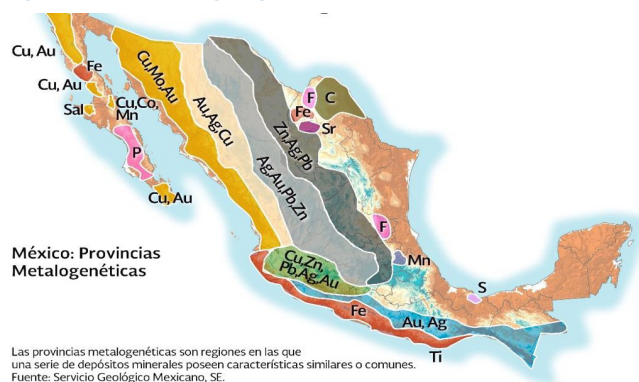 Cu, Au
Fe
Cu, Au
Sal
Cu,Co,
Mn
P
Cu, Au
Cu,Mo,Au
Au,Ag,Cu
Ag,Au,Pb,Zn
Zn,Ag,Pb
F
C
Fe
Sr
F
Mn
S
Cu,Zn,
Pb,Ag,Au
Fe
Au, Ag
Ti
México: Provincias
Metalogenéticas
Las provincias metalogenéticas son regiones en las que
una serie de depósitos minerales poseen características similares o comunes.
Fuente: Servicio Geológico Mexicano, SE.